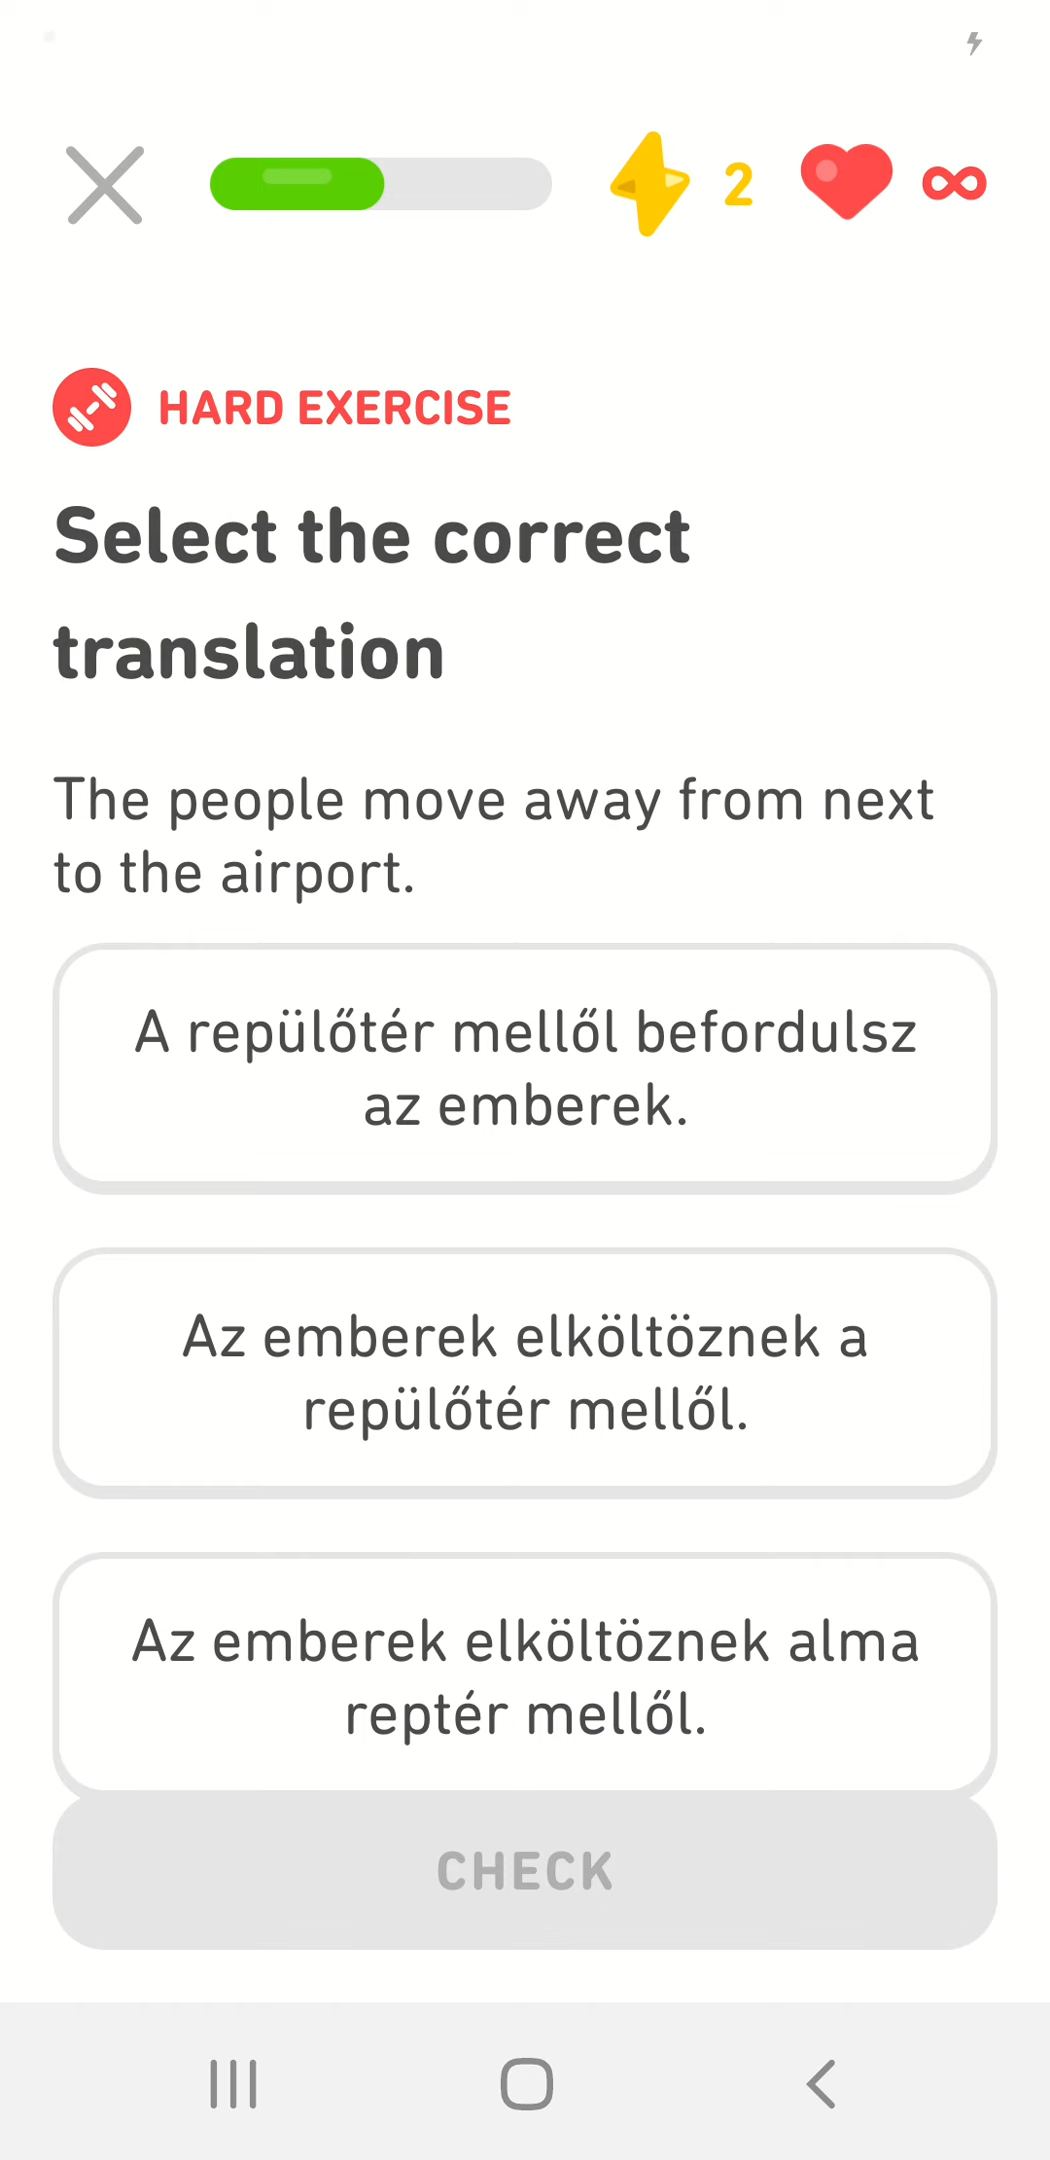 2
HARD EXERCISE
Select the correct
translation
The people move away from next
to the airport.
A repülőtér mellől befordulsz
az emberek.
Az emberek elköltöznek a
repülőtér mellől.
Az emberek elköltöznek alma
reptér mellől.
CHECK